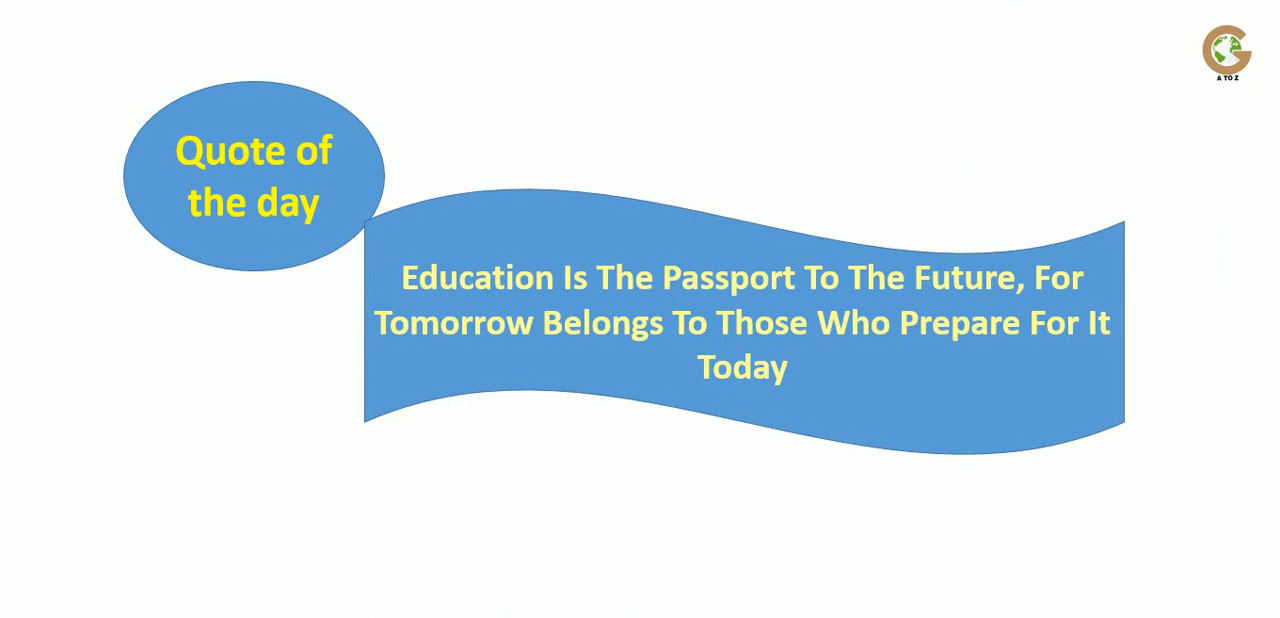 A TO Z
Quote of
the day
Education Is The Passport To The Future, For
Tomorrow Belongs To Those Who Prepare For It
Today